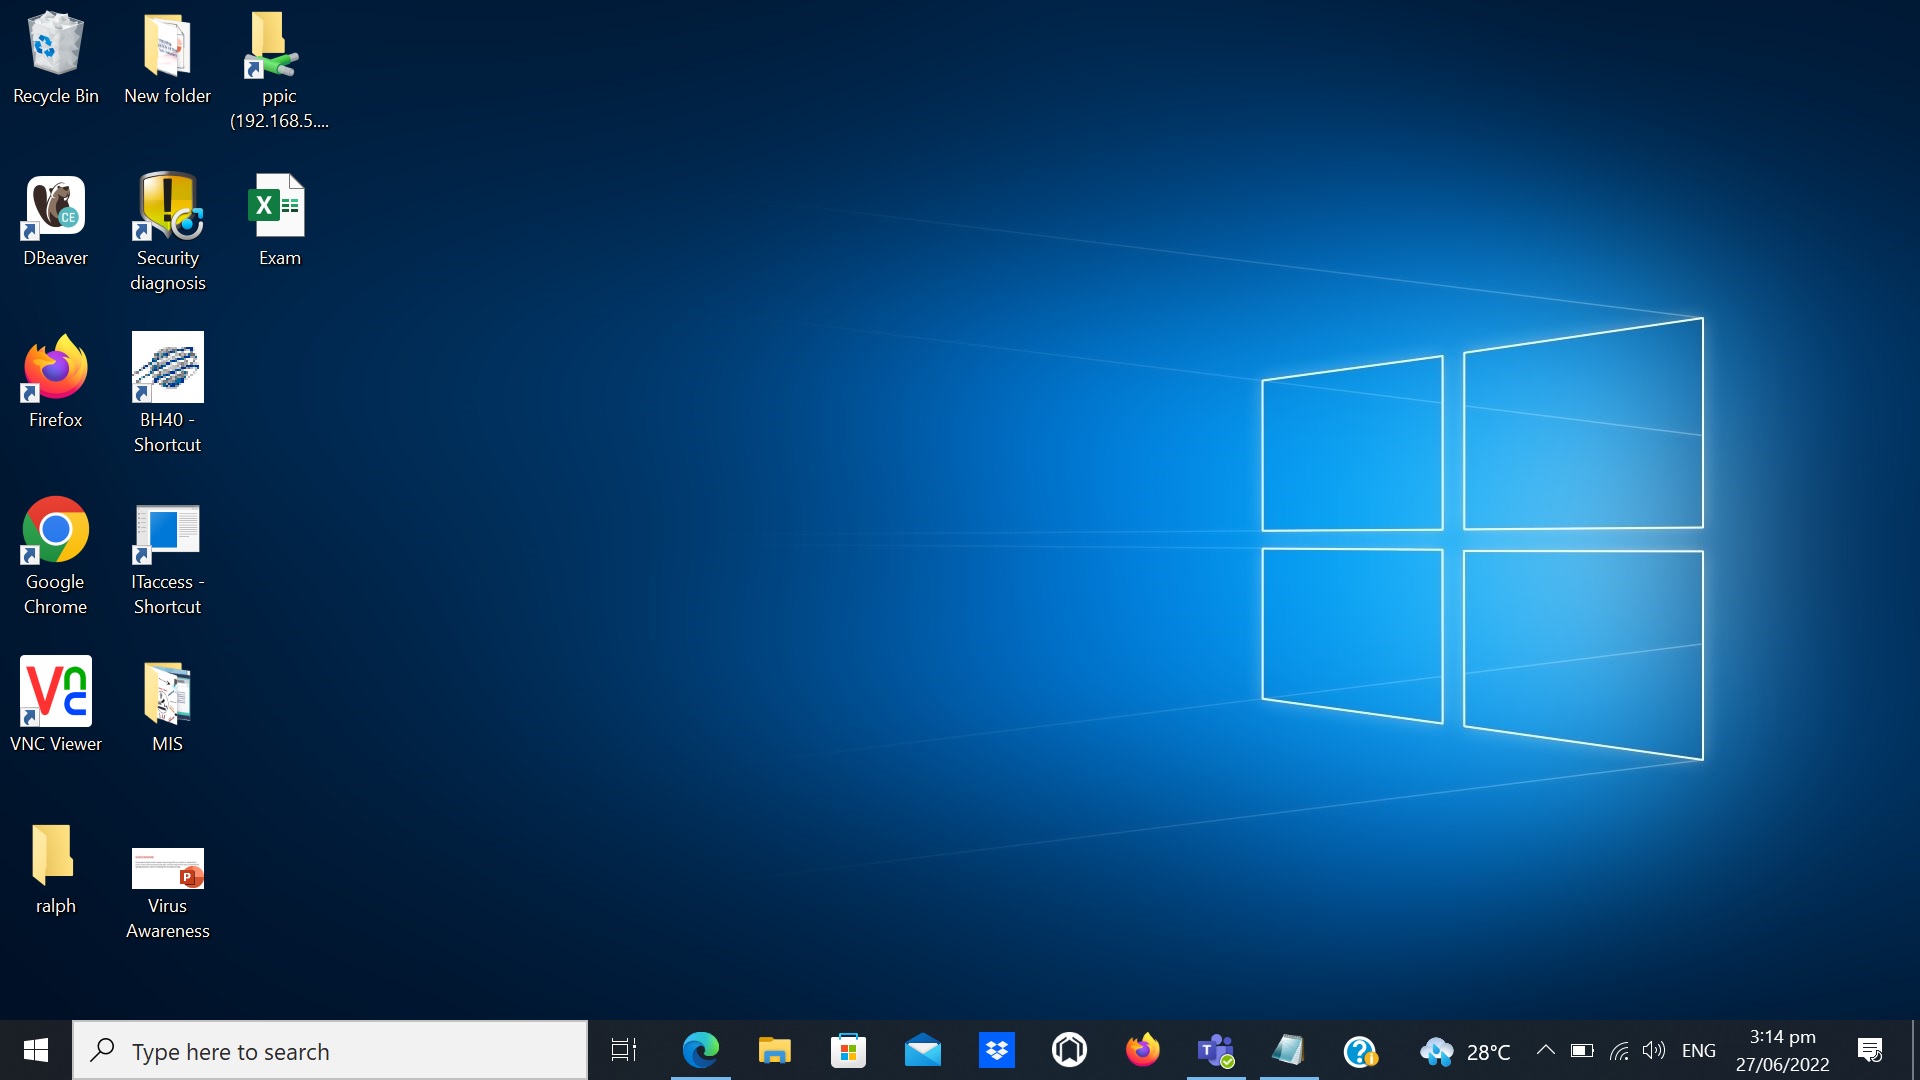 Recycle Bin
New folder
ppic
(192.168.5....
DBeaver
Security
diagnosis
Exam
Firefox
BH40 -
Shortcut
Google
Chrome
ITaccess -
Shortcut
VNC Viewer
MIS
ralph
Virus
Awareness
Type here to search
28°C
ENG
3:14 pm
27/06/2022